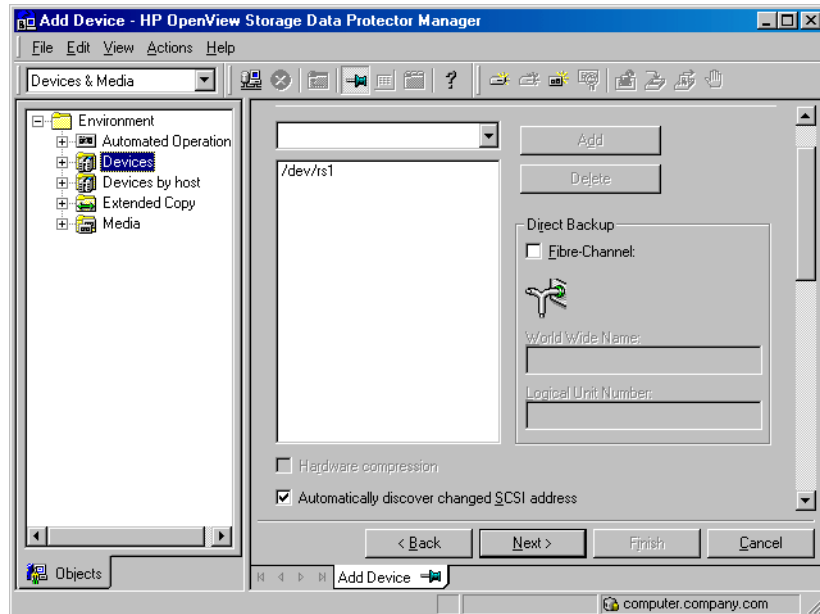 Add Device - HP OpenView Storage Data Protector Manager
File Edit View Actions Help
Devices & Media
Environment
Automated Operation
Devices
Devices by host
Extended Copy
Media
Objects
Add
/dev/rs1
Delete
Direct Backup
Fibre-Channel:
World Wide Name:
Logical Unit Number:
Hardware compression
Automatically discover changed SCSI address
< Back
Next >
Finish
Cancel
Add Device
computer.company.com